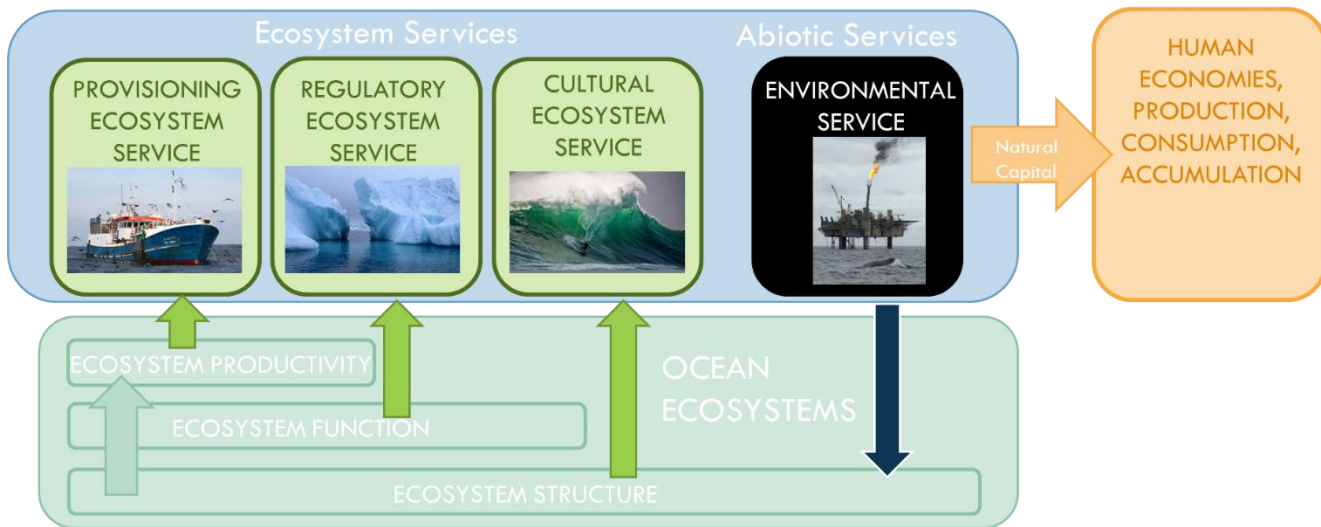 Ecosystem Services
Abiotic Services
PROVISIONING
ECOSYSTEM
SERVICE
REGULATORY
ECOSYSTEM
SERVICE
CULTURAL
ECOSYSTEM
SERVICE
ENVIRONMENTAL
SERVICE
Natural
Capital
HUMAN
ECONOMIES,
PRODUCTION,
CONSUMPTION,
ACCUMULATION
ECOSYSTEM PRODUCTIVITY
OCEAN
ECOSYSTEMS
ECOSYSTEM FUNCTION
ECOSYSTEM STRUCTURE